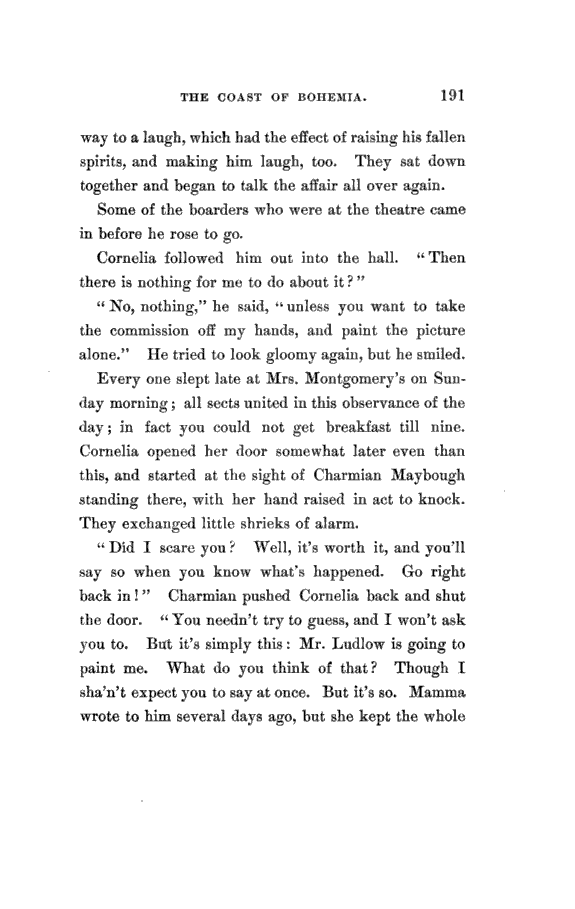 THE COAST OF BOHEMIA. 191
way to a laugh, which had the effect of raising his fallen
spirits, and making him laugh, too. They sat down
together and began to talk the affair all over again.
Some of the boarders who were at the theatre came
in before he rose to go.
Cornelia followed him out into the hall. “Then
there is nothing for me to do about it?”
“No, nothing,” he said, “unless you want to take
the commission off my hands, and paint the picture
alone.” He tried to look gloomy again, but he smiled.
Every one slept late at Mrs. Montgomery's on Sun-
day morning; all sects united in this observance of the
day; in fact you could not get breakfast till nine.
Cornelia opened her door somewhat later even than
this, and started at the sight of Charmian Maybough
standing there, with her hand raised in act to knock.
They exchanged little shrieks of alarm.
“Did I scare you? Well, it's worth it, and you'll
say so when you know what's happened. Go right
back in!” Charmian pushed Cornelia back and shut
the door. “You needn't try to guess, and I won't ask
you to. But it's simply this: Mr. Ludlow is going to
paint me. What do you think of that? Though I
sha'n't expect you to say at once. But it's so. Mamma
wrote to him several days ago, but she kept the whole